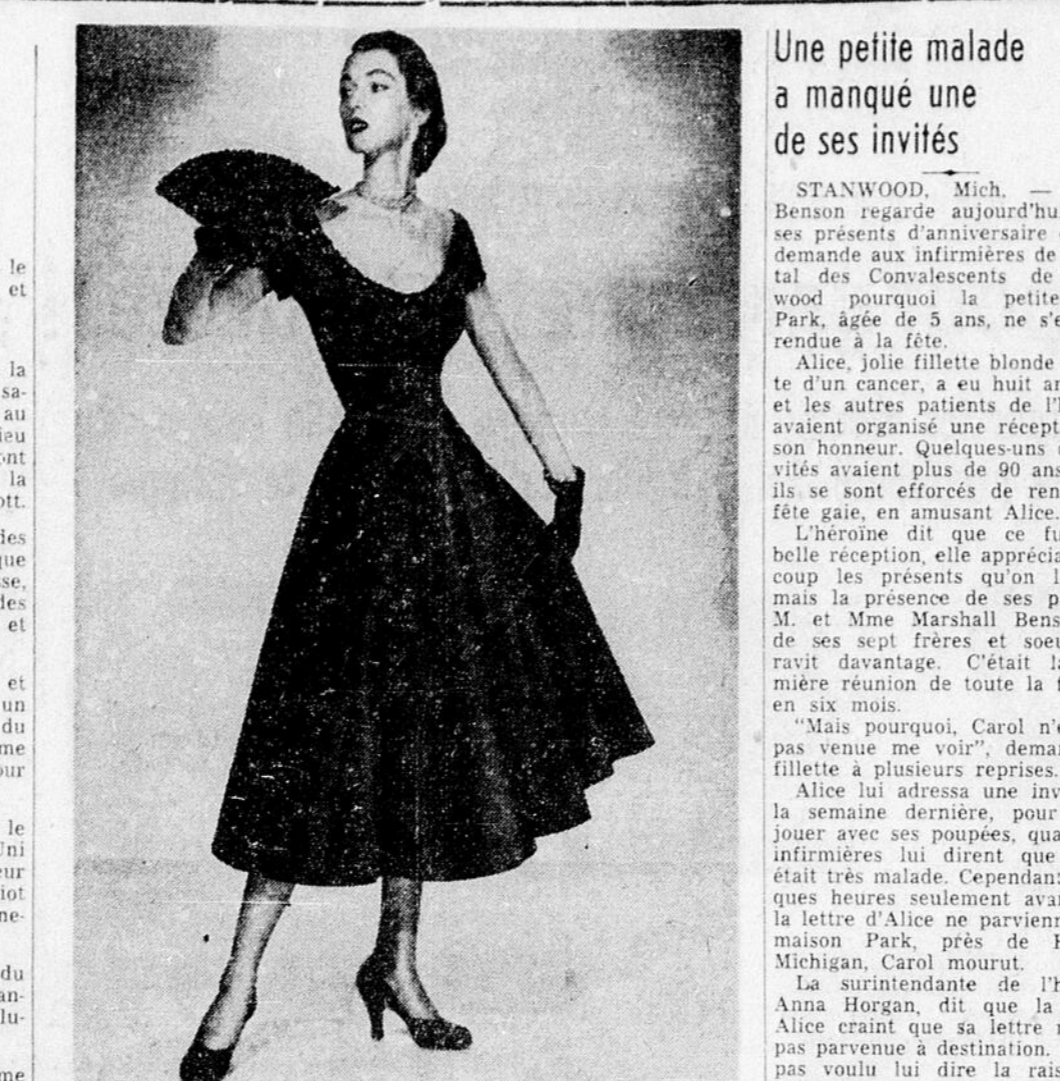 le
et
la
sa-
au
ont
la
ott.
des
que
sse,
des
et
et
un
du
me
our
le
Uni
eur
iot
ne-
du
an-
lu-
me
Une petite malade
a manqué une
de ses invités
STANWOOD, Mich. —
Benson regarde aujourd'hu
ses présents d'anniversaire
demande aux infirmières de
tal des Convalescents de
wood pourquoi la petite
Park, âgée de 5 ans, ne s'e
rendue à la fête.
Alice, jolie fillette blonde
te d'un cancer, a eu huit an
et les autres patients de l'h
avaient organisé une récept
son honneur. Quelques-uns
vités avaient plus de 90 ans
ils se sont efforcés de ren
fête gaie, en amusant Alice.
L'héroïne dit que ce fu
belle réception, elle apprécia
coup les présents qu'on l
mais la présence de ses p
M. et Mme Marshall Bens
de ses sept frères et soeu
ravit davantage. C'était la
mière réunion de toute la f
en six mois.
"Mais pourquoi, Carol n'e
pas venue me voir", deman
fillette à plusieurs reprises.
Alice lui adressa une inv
la semaine dernière, pour
jouer avec ses poupées, qua
infirmières lui dirent que
était très malade. Cependant
ques heures seulement avan
la lettre d'Alice ne parvienn
maison Park, près de
Michigan, Carol mourut.
La surintendante de l'h
Anna Horgan, dit que la
Alice craint que sa lettre n
pas parvenue à destination.
pas voulu lui dire la rais